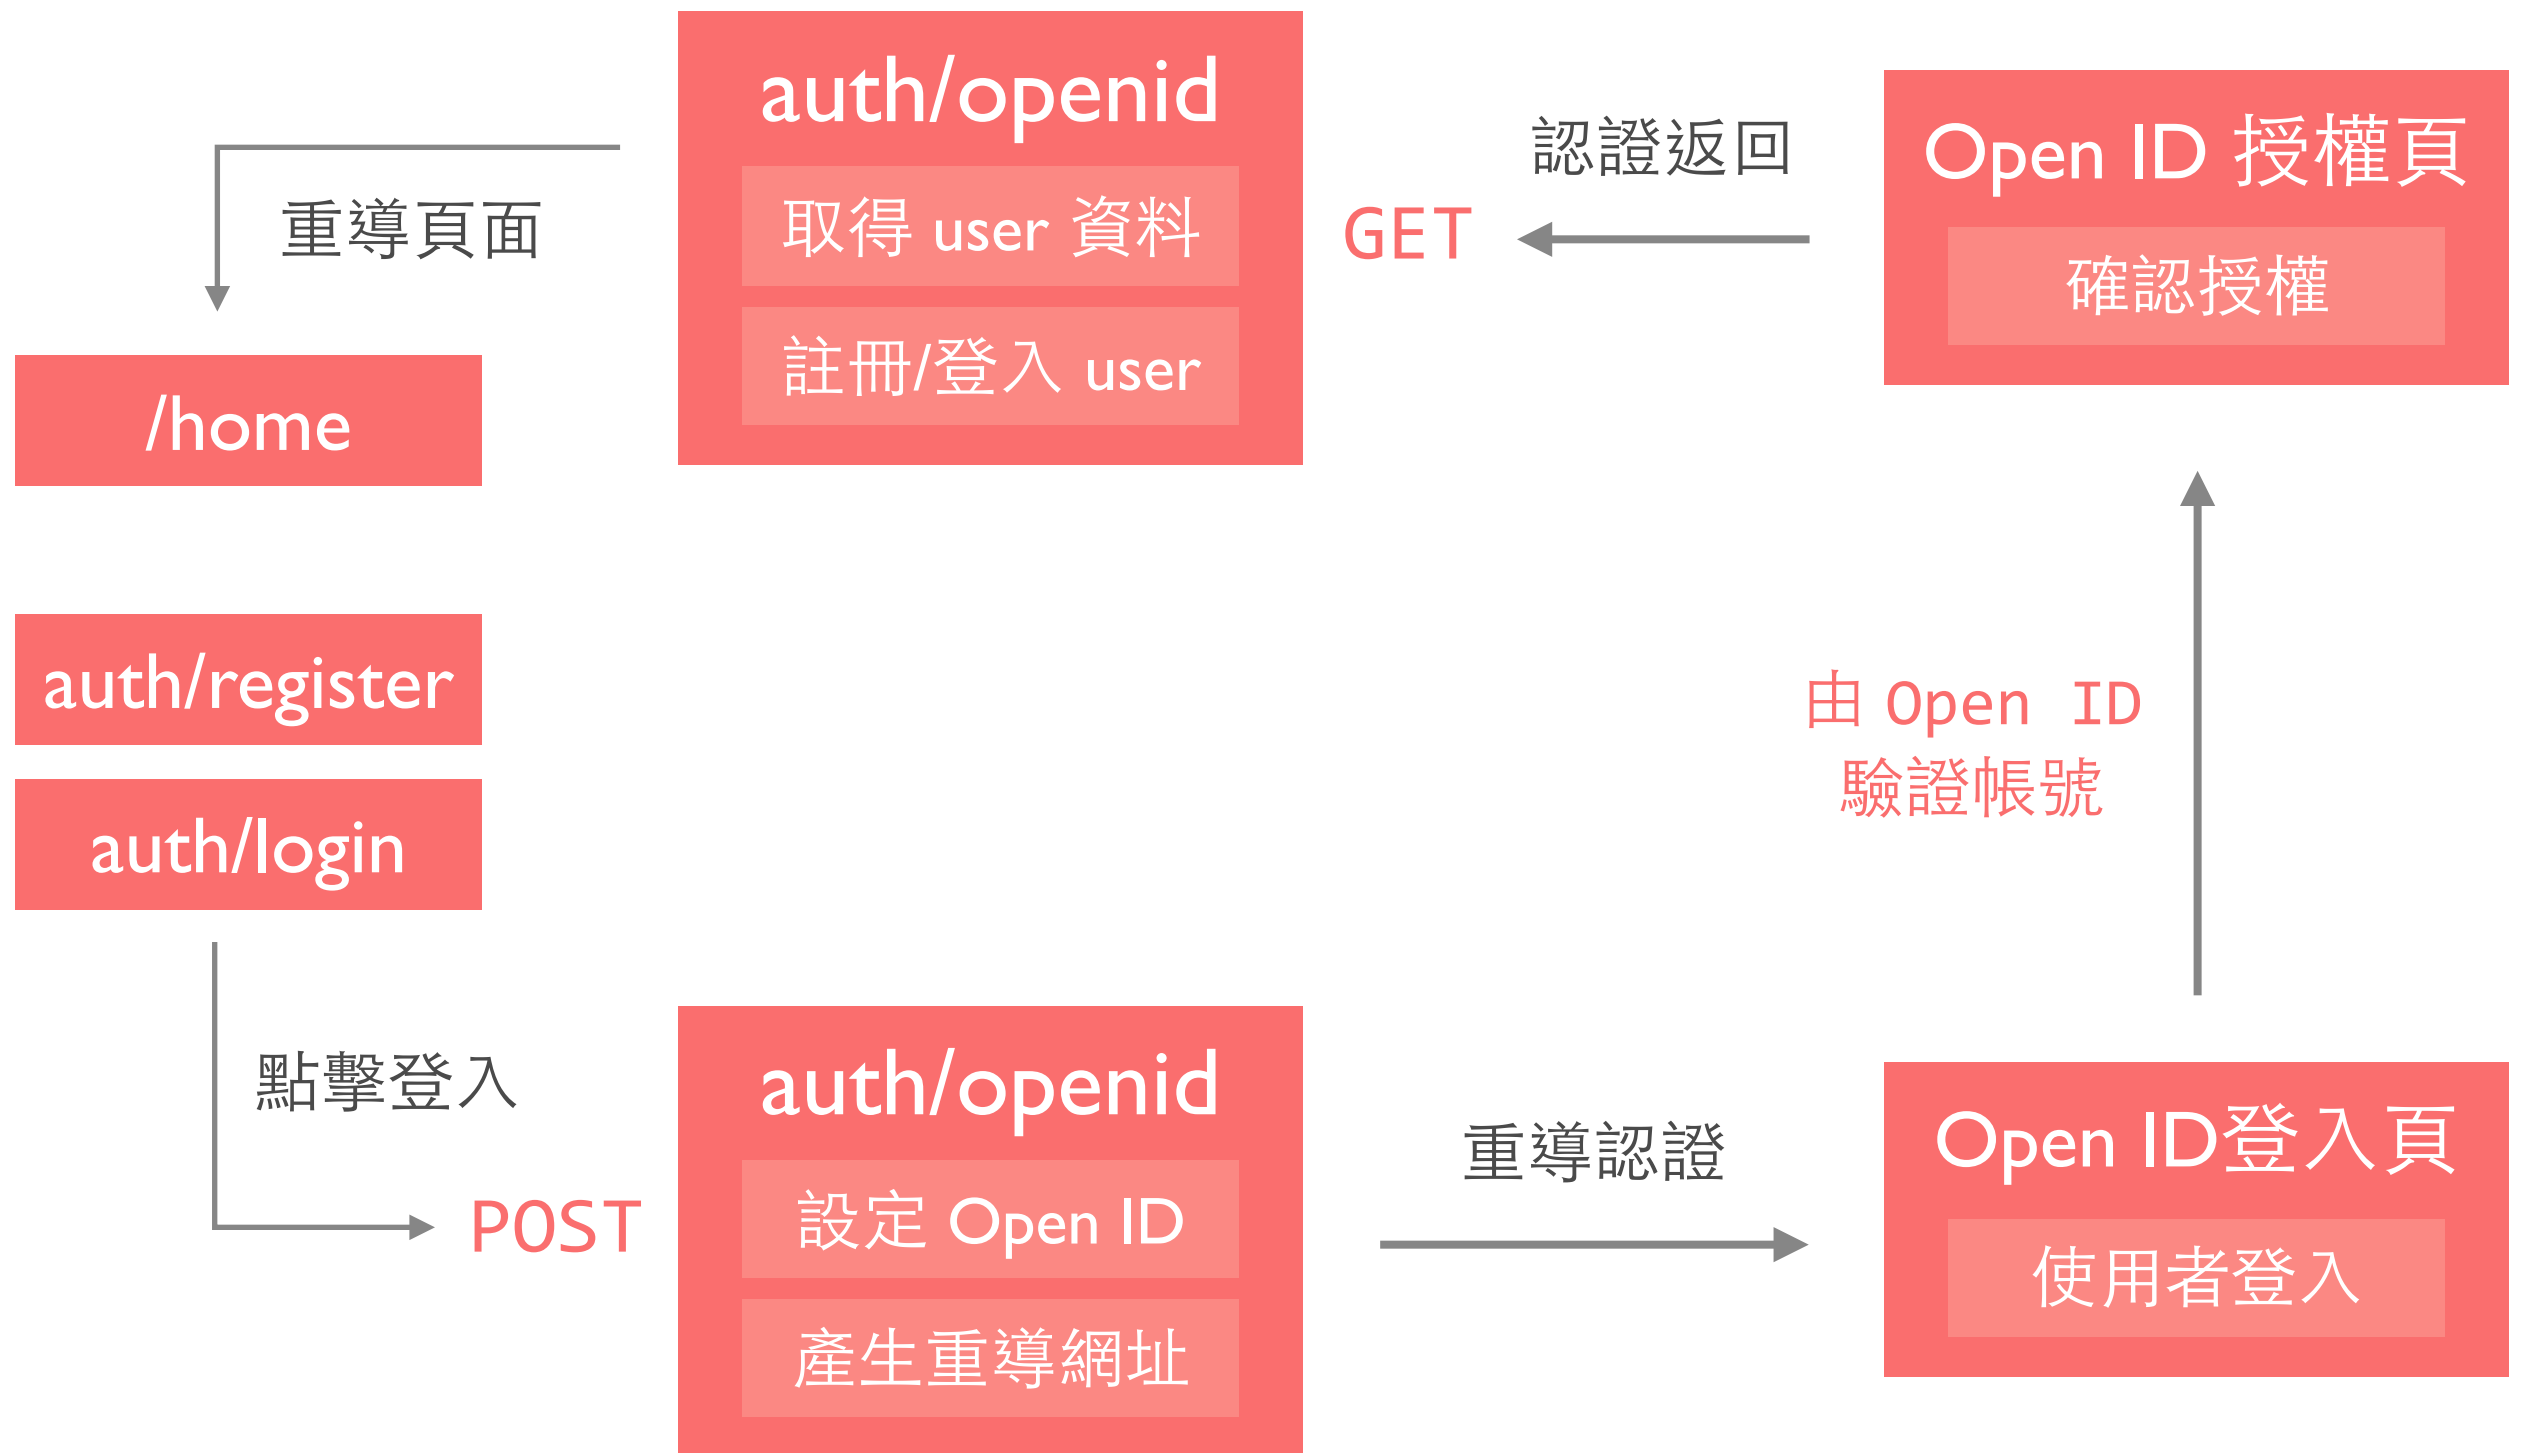 auth/openid
取得 user 資料
註冊/登入 user
重導頁面
/home
認證返回
GET
Open ID 授權頁
確認授權
auth/register
auth/login
由 Open ID
驗證帳號
點擊登入
POST
auth/openid
設定 Open ID
產生重導網址
重導認證
Open ID登入頁
使用者登入